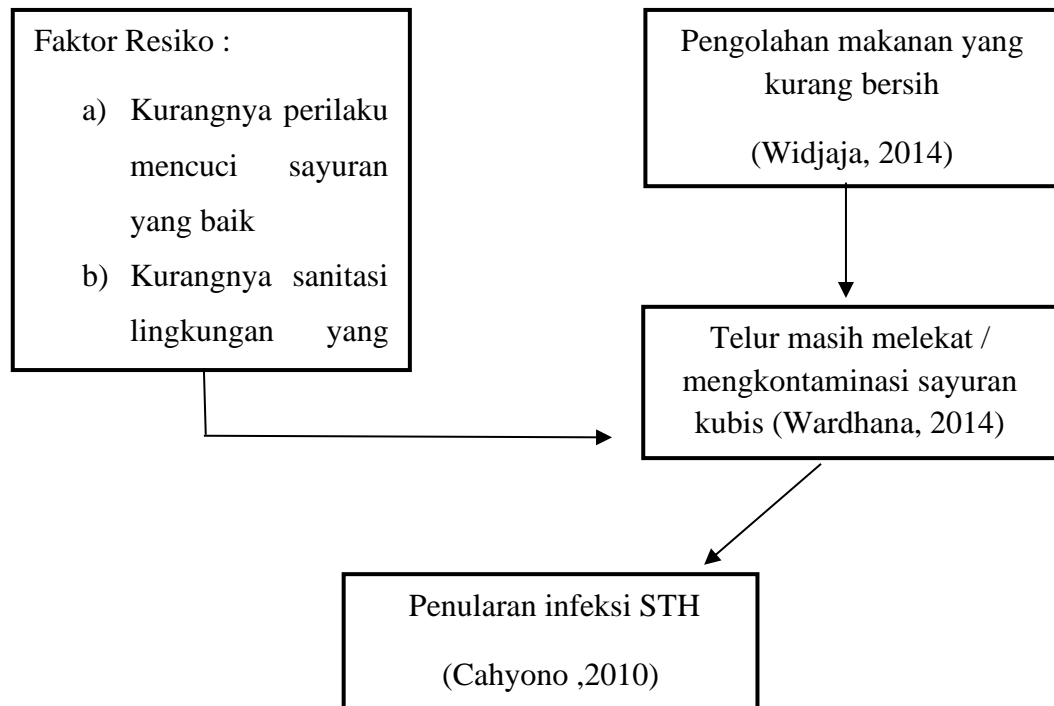 Faktor Resiko :
a) Kurangnya perilaku
mencuci sayuran
yang baik
b) Kurangnya sanitasi
lingkungan yang
Pengolahan makanan yang
kurang bersih
(Widjaja, 2014)
Telur masih melekat /
mengkontaminasi sayuran
kubis (Wardhana, 2014)
Penularan infeksi STH
(Cahyono ,2010)